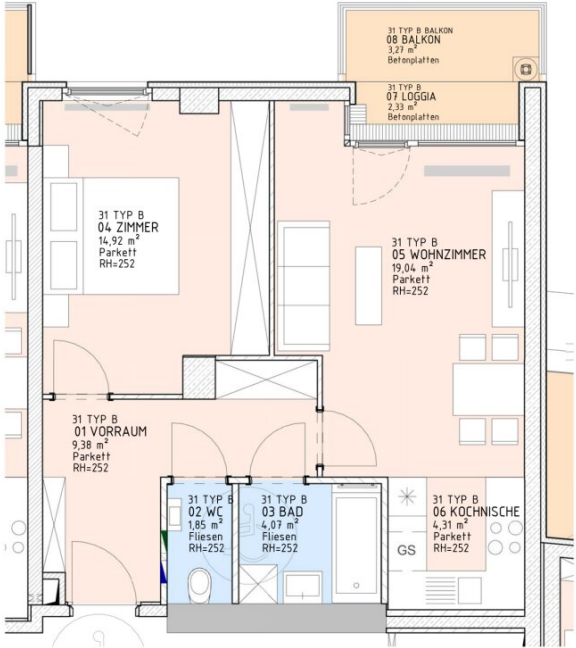 31 TYP B BALKON
08 BALKON
3,27 m²
Betonplatten
31 TYP B
07 LOGGIA
2,33 m²
Betonplatten
31 TYP B
04 ZIMMER
14,92 m²
Parkett
RH=252
31 TYP B
05 WOHNZIMMER
19,04 m²
Parkett
RH=252
31 TYP B
01 VORRAUM
9,38 m²
Parkett
RH=252
31 TYP B
02 WC
1,85 m²
Fliesen
RH=252
31 TYP B
03 BAD
4,07 m²
Fliesen
RH=252
31 TYP B
06 KOCHNISCHE
4,31 m²
Parkett
RH=252
GS